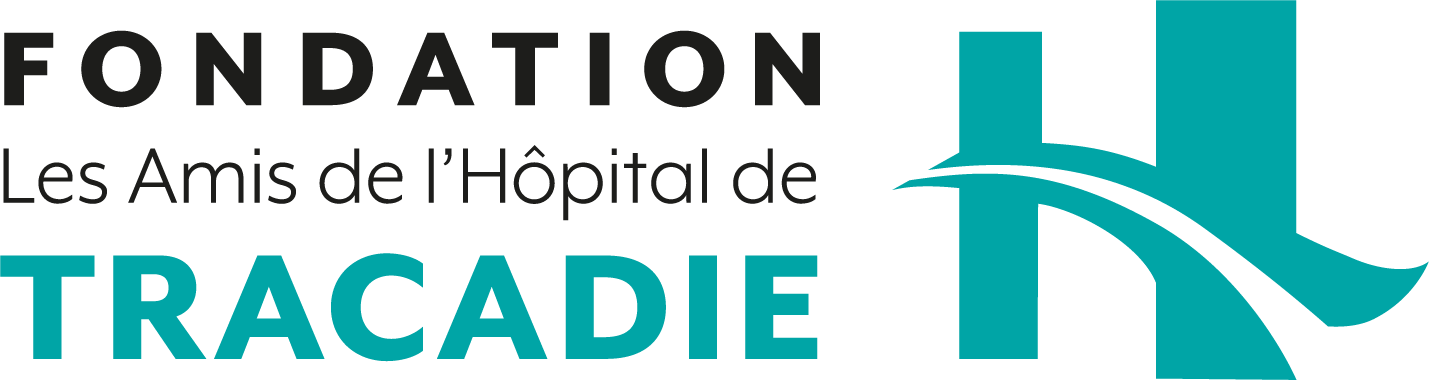 FONDATION
Les Amis de l’Hôpital de
TRACADIE